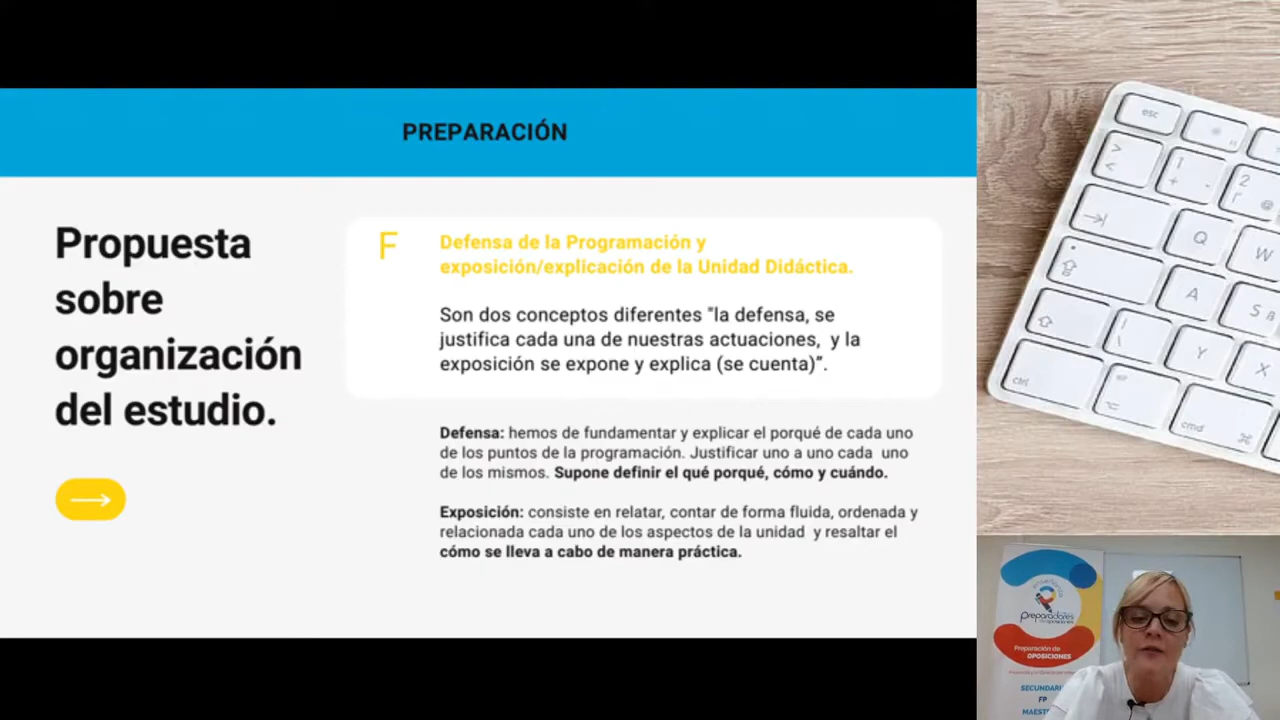 PREPARACIÓN
Propuesta
sobre
organización
del estudio.
F
Defensa de la Programación y
exposición/explicación de la Unidad Didáctica.
Son dos conceptos diferentes "la defensa, se
justifica cada una de nuestras actuaciones, y la
exposición se expone y explica (se cuenta)”.
Defensa: hemos de fundamentar y explicar el porqué de cada uno
de los puntos de la programación. Justificar uno a uno cada uno
de los mismos. Supone definir el qué porqué, cómo y cuándo.
Exposición: consiste en relatar, contar de forma fluida, ordenada y
relacionada cada uno de los aspectos de la unidad y resaltar el
cómo se lleva a cabo de manera práctica.
esc
Q
W
A
S
Y
X
ctrl
cmd
preparadores
Preparación de
OPOSICIONES
SECUNDARIA
FP